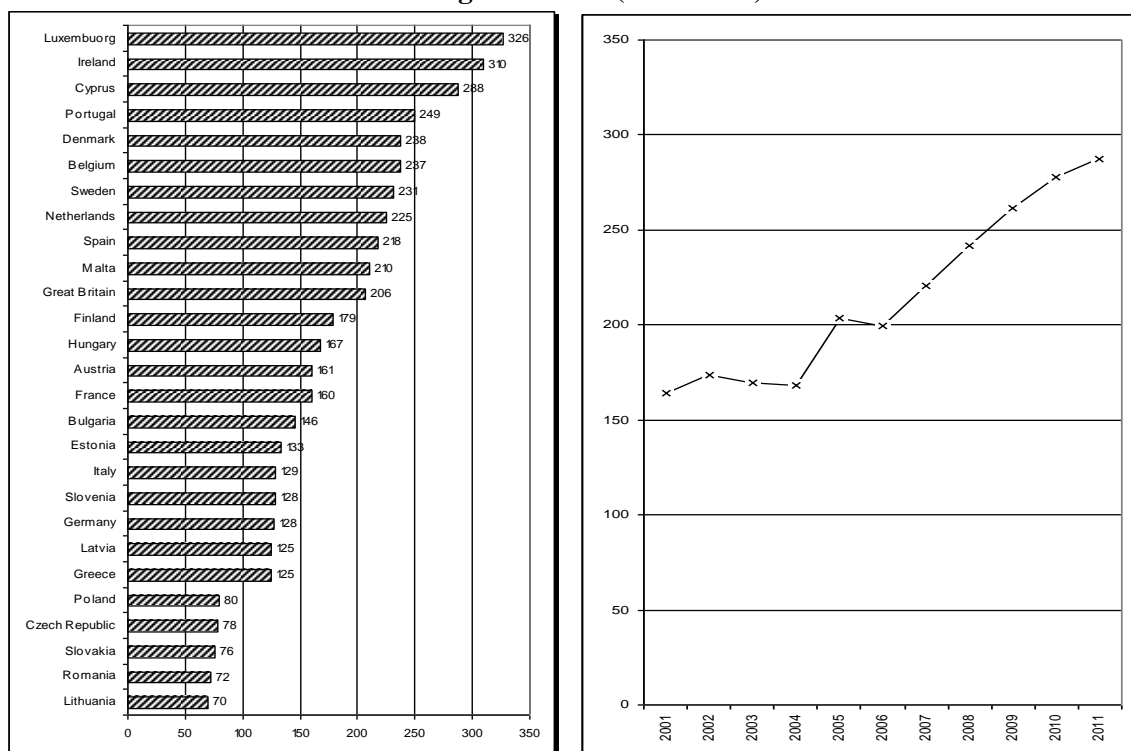 Luxembuorg 326
Ireland 310
Cyprus 288
Portugal 249
Denmark 238
Belgium 237
Sweden 231
Netherlands 225
Spain 218
Malta 210
Great Britain 206
Finland 179
Hungary 167
Austria 161
France 160
Bulgaria 146
Estonia 133
Italy 129
Slovenia 128
Germany 128
Latvia 125
Greece 125
Poland 80
Czech Republic 78
Slovakia 76
Romania 72
Lithuania 70
0 50 100 150 200 250 300 350
350
300
250
200
150
100
50
0
2001 2002 2003 2004 2005 2006 2007 2008 2009 2010 2011